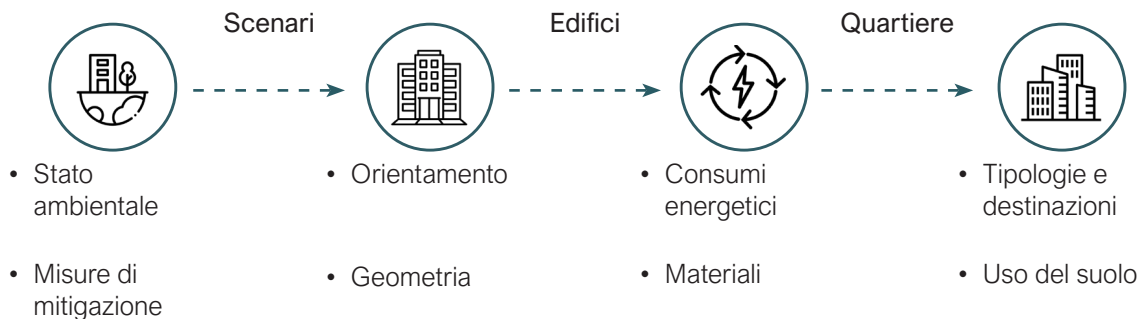 Scenari
Edifici
Quartiere
• Stato
ambientale
• Misure di
mitigazione
• Orientamento
• Geometria
• Consumi
energetici
• Materiali
• Tipologie e
destinazioni
• Uso del suolo